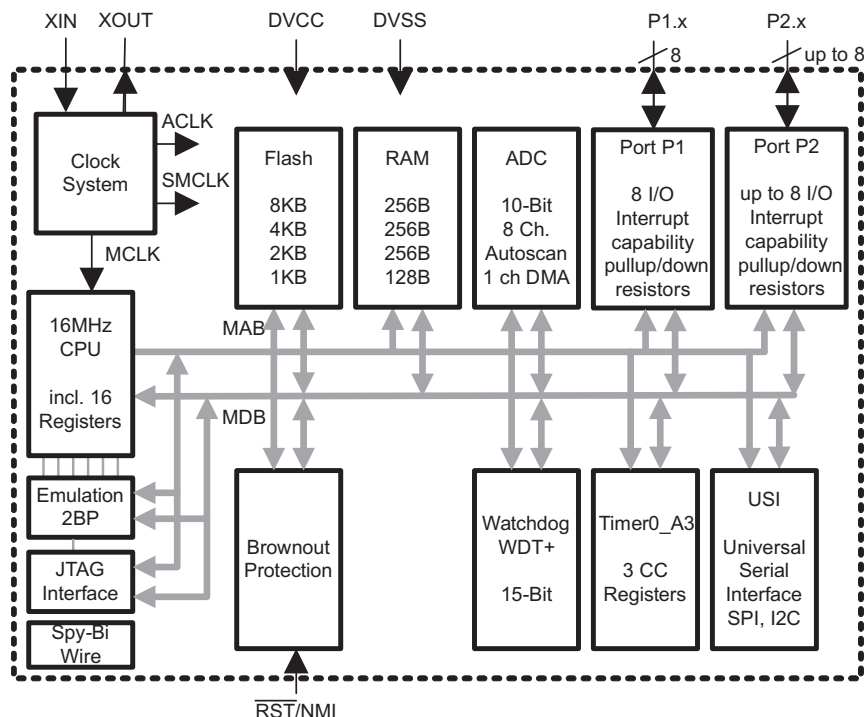 XIN
XOUT
DVCC
DVSS
P1.x
P2.x
8
up to 8
ACLK
SMCLK
MCLK
Clock
System
Flash
8KB
4KB
2KB
1KB
RAM
256B
256B
256B
128B
ADC
10-Bit
8 Ch.
Autoscan
1 ch DMA
Port P1
8 I/O
Interrupt
capability
pullup/down
resistors
Port P2
up to 8 I/O
Interrupt
capability
pullup/down
resistors
16MHz
CPU
incl. 16
Registers
MAB
MDB
Emulation
2BP
JTAG
Interface
Spy-Bi
Wire
Brownout
Protection
Watchdog
WDT+
15-Bit
Timer0_A3
3 CC
Registers
USI
Universal
Serial
Interface
SPI, I2C
RST/NMI